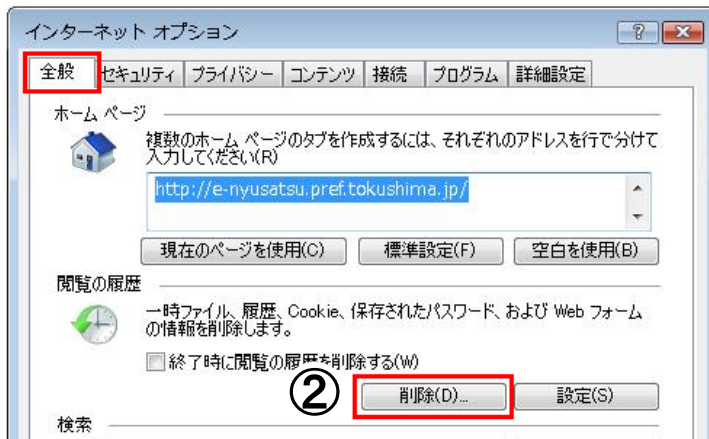 インターネット オプション
全般 セキュリティ プライバシー コンテンツ 接続 プログラム 詳細設定
ホーム ページ
複数のホーム ページのタブを作成するには、それぞれのアドレスを行で分けて
入力してください(R)
http://e-nyusatsu.pref.tokushima.jp/
現在のページを使用(C) 標準設定(F) 空白を使用(B)
閲覧の履歴
一時ファイル、履歴、Cookie、保存されたパスワード、および Web フォーム
の情報を削除します。
終了時に閲覧の履歴を削除する(W)
② 削除(D)... 設定(S)
検索